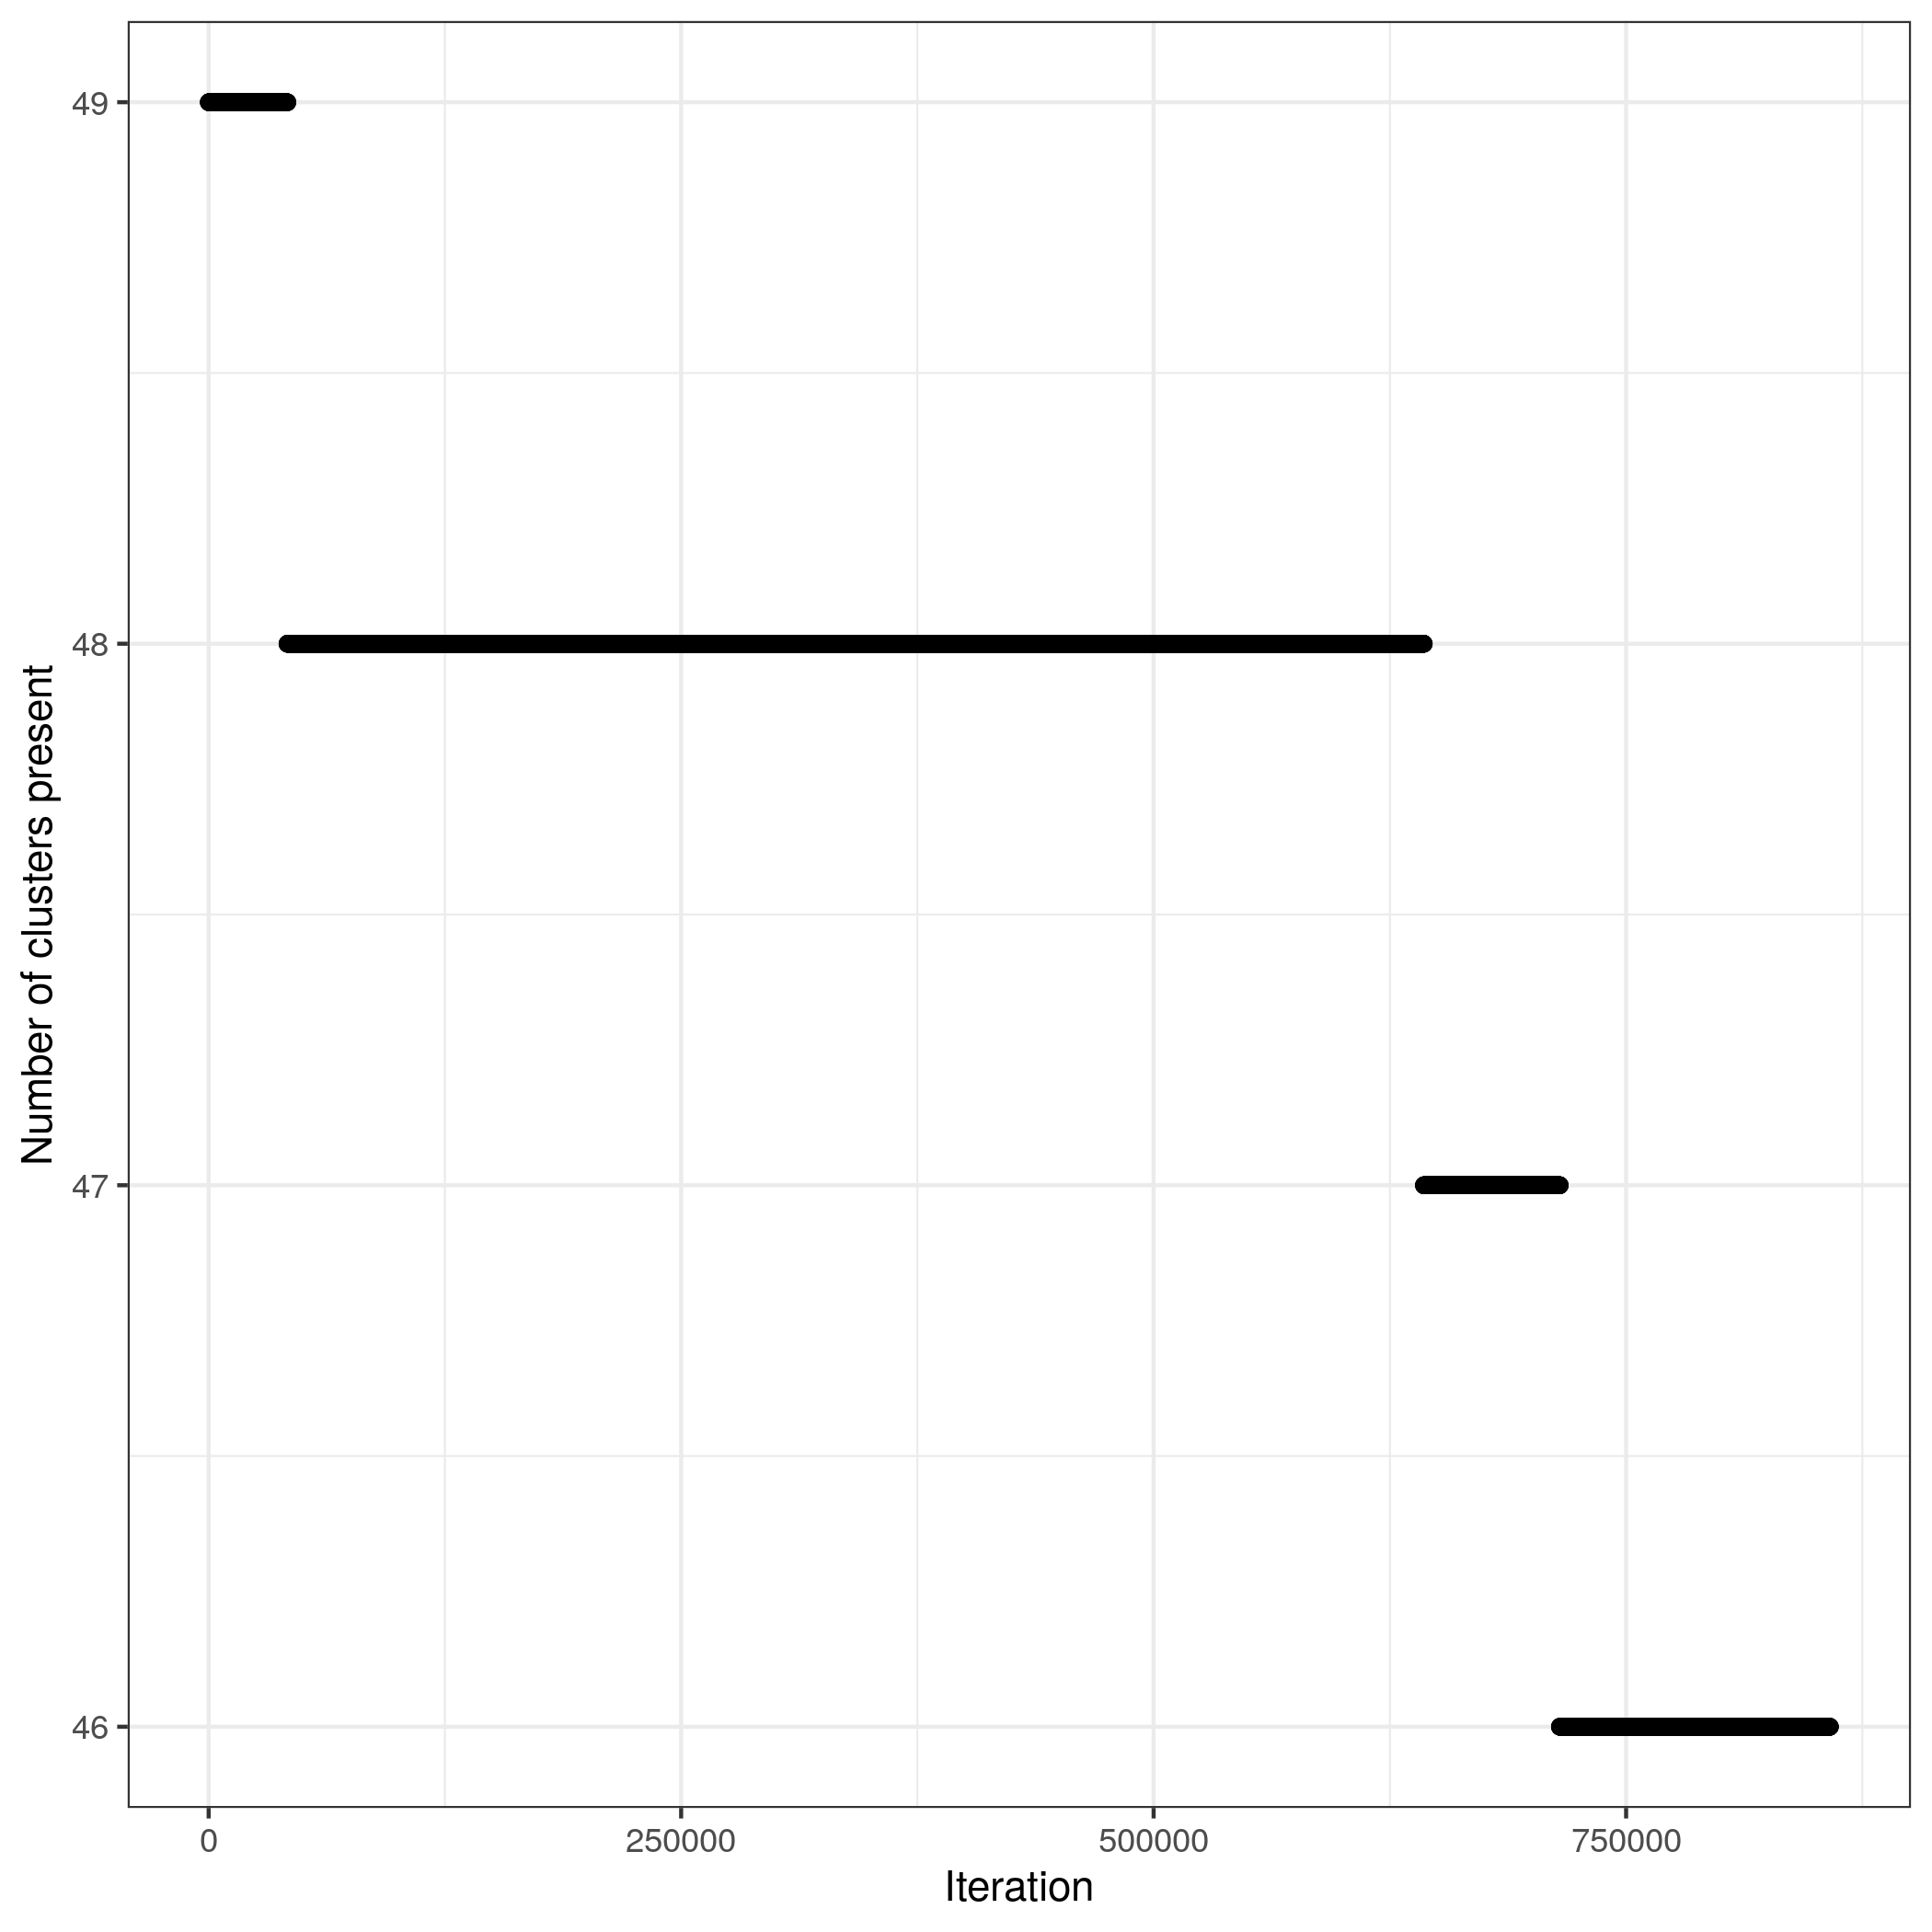 Number of clusters present
49
48
47
46
0 250000 500000 750000
Iteration